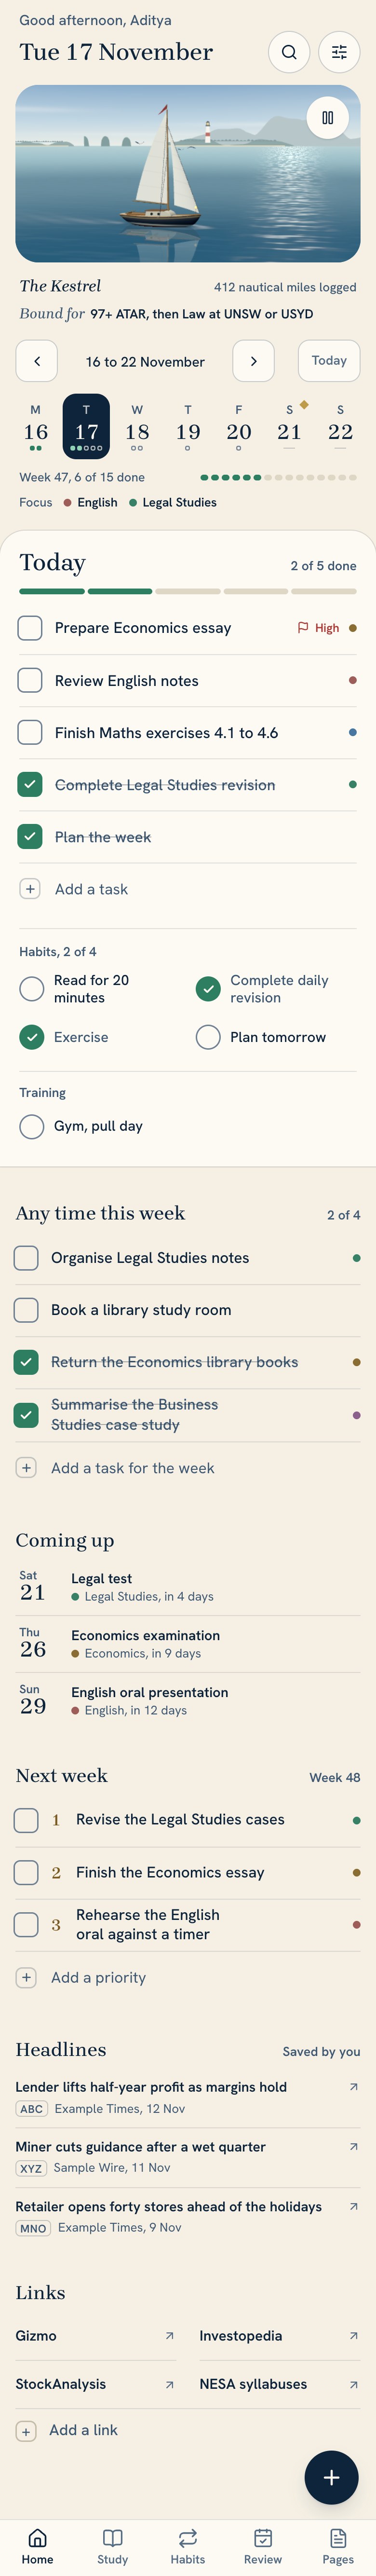 Good afternoon, Aditya
Tue 17 November
The Kestrel
412 nautical miles logged
Bound for 97+ ATAR, then Law at UNSW or USYD
16 to 22 November
Today
M T W T F S S
16 17 18 19 20 21 22
Week 47, 6 of 15 done
Focus English Legal Studies
Today
2 of 5 done
Prepare Economics essay
High
Review English notes
Finish Maths exercises 4.1 to 4.6
Complete Legal Studies revision
Plan the week
Add a task
Habits, 2 of 4
Read for 20
minutes
Complete daily
revision
Exercise
Plan tomorrow
Training
Gym, pull day
Any time this week
2 of 4
Organise Legal Studies notes
Book a library study room
Return the Economics library books
Summarise the Business
Studies case study
Add a task for the week
Coming up
Sat
21
Legal test
Legal Studies, in 4 days
Thu
26
Economics examination
Economics, in 9 days
Sun
29
English oral presentation
English, in 12 days
Next week
Week 48
1 Revise the Legal Studies cases
2 Finish the Economics essay
3 Rehearse the English
oral against a timer
Add a priority
Headlines
Saved by you
Lender lifts half-year profit as margins hold
ABC Example Times, 12 Nov
Miner cuts guidance after a wet quarter
XYZ Sample Wire, 11 Nov
Retailer opens forty stores ahead of the holidays
MNO Example Times, 9 Nov
Links
Gizmo
Investopedia
StockAnalysis
NESA syllabuses
Add a link
Home
Study
Habits
Review
Pages